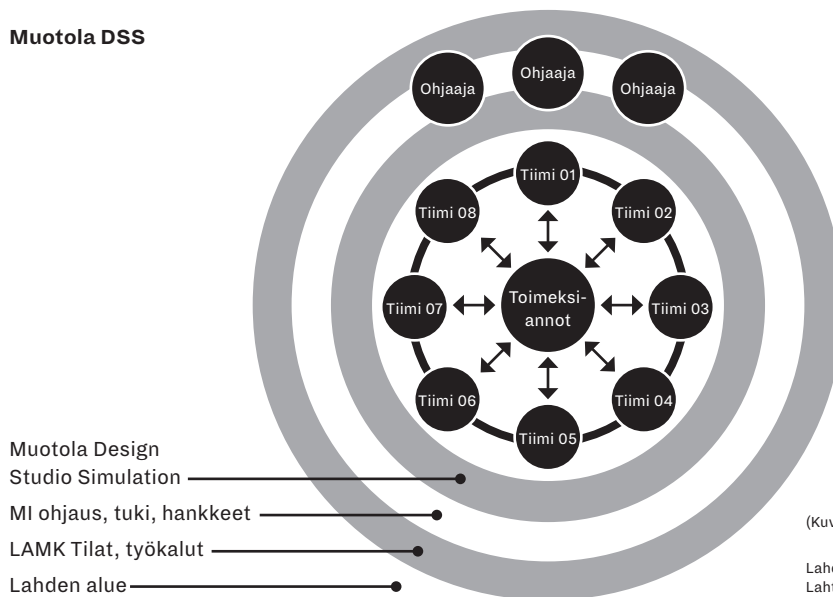 Muotola DSS
Ohjaaja
Ohjaaja
Ohjaaja
Tiimi 01
Tiimi 08
Tiimi 02
Toimeksi-
annot
Tiimi 07
Tiimi 03
Tiimi 06
Tiimi 04
Tiimi 05
Muotola Design
Studio Simulation
MI ohjaus, tuki, hankkeet
LAMK Tilat, työkalut
Lahden alue